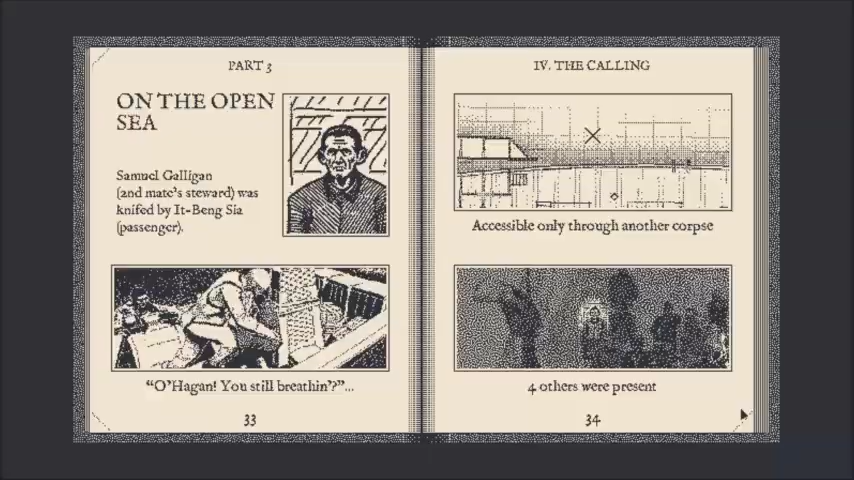 PART 3
ON THE OPEN
SEA
Samuel Galligan
(2nd mate's steward) was
knifed by It-Beng Sia
(passenger).
"O'Hagan! You still breathin'?"...
33
IV. THE CALLING
Accessible only through another corpse
4 others were present
34